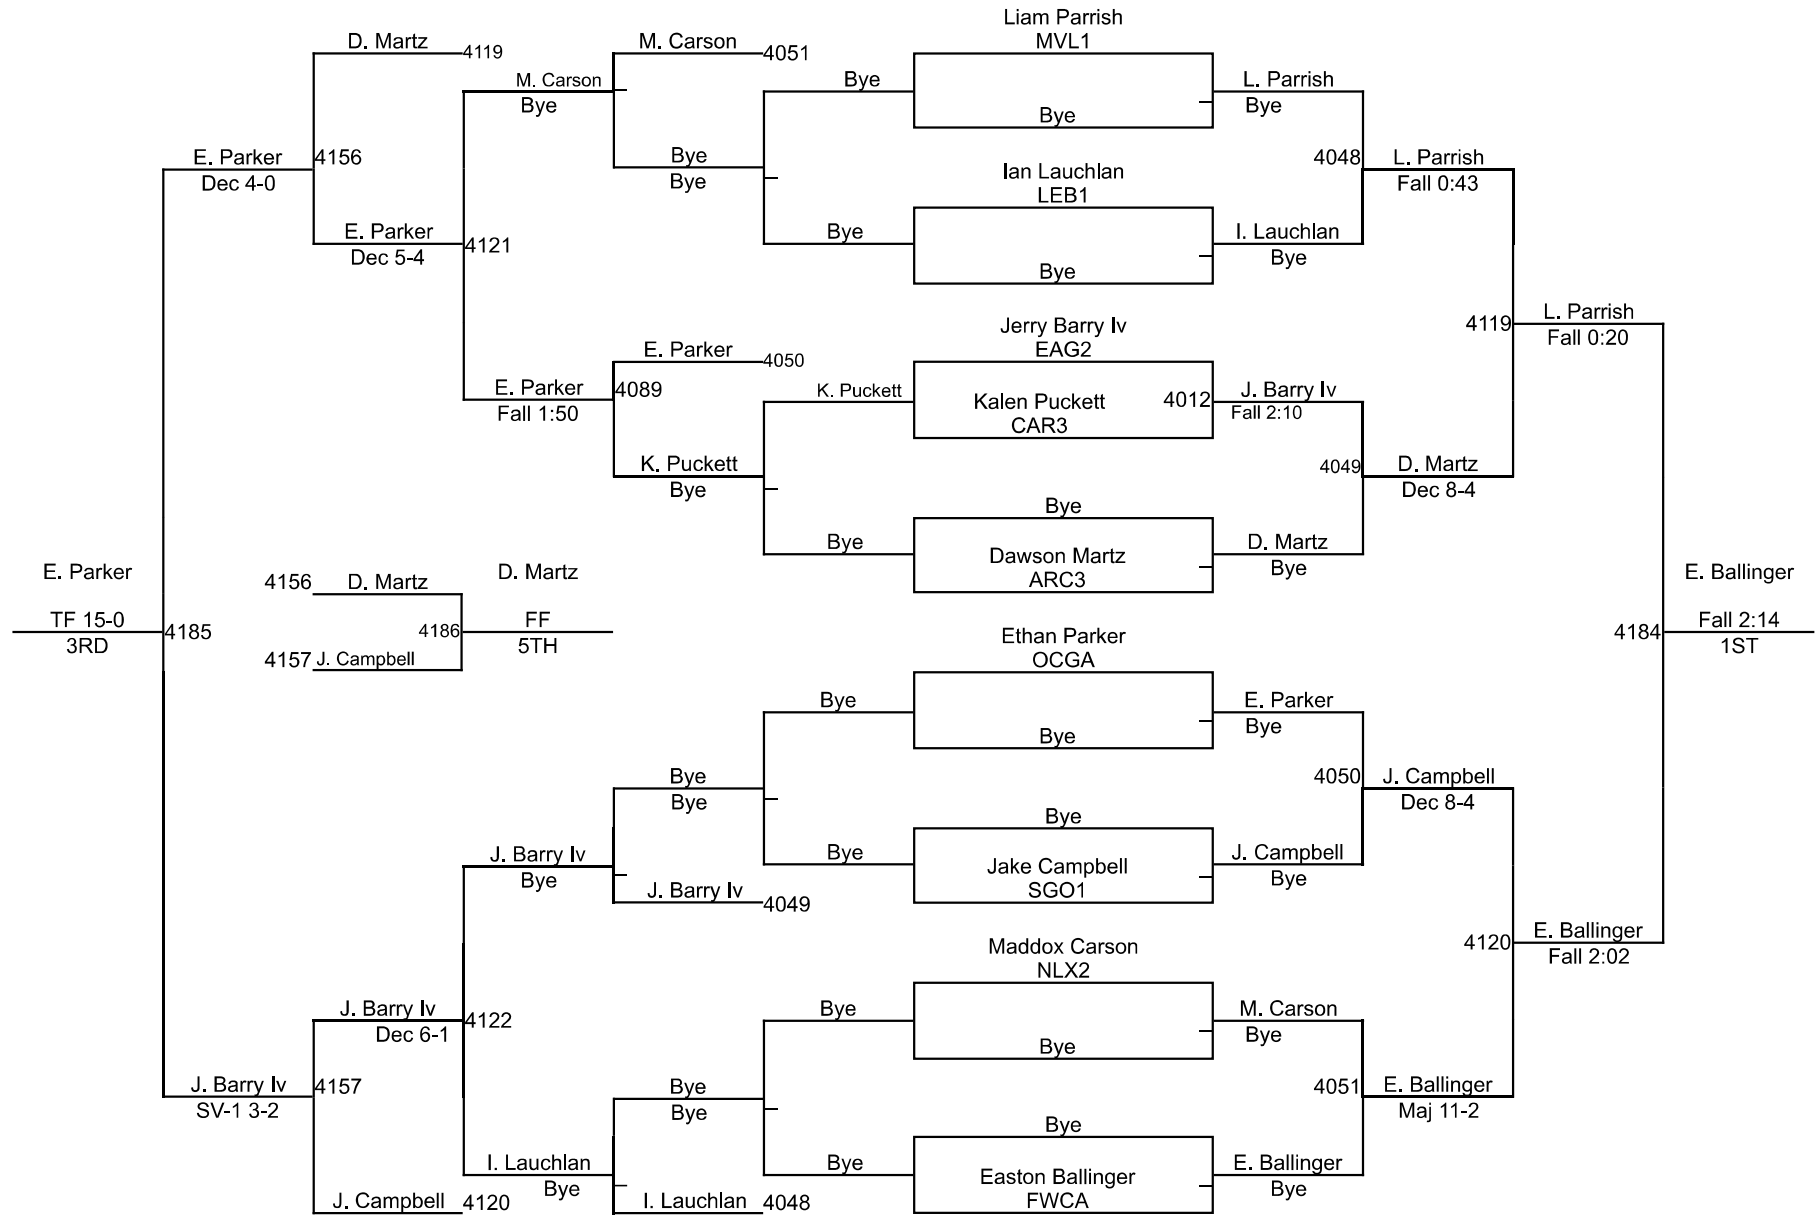 Liam Parrish
D. Martz
4119
M. Carson
4051
MVL1
M. Carson
Bye
Bye
L. Parrish
Bye
Bye
E. Parker
4156
Dec 4-0
Bye
Bye
4048
L. Parrish
Fall 0:43
Ian Lauchlan
LEB1
E. Parker
4121
Dec 5-4
Bye
I. Lauchlan
Bye
Bye
Jerry Barry Iv
EAG2
4119
L. Parrish
Fall 0:20
E. Parker
4050
E. Parker
4089
Fall 1:50
K. Puckett
Kalen Puckett
CAR3
4012
J. Barry Iv
Fall 2:10
K. Puckett
Bye
4049
D. Martz
Dec 8-4
Bye
Bye
Dawson Martz
ARC3
D. Martz
Bye
E. Parker
4156
D. Martz
D. Martz
E. Ballinger
TF 15-0
3RD
4185
4186
FF
5TH
4184
Fall 2:14
1ST
4157
J. Campbell
Ethan Parker
OCGA
Bye
Bye
E. Parker
Bye
Bye
Bye
4050
J. Campbell
Dec 8-4
Bye
J. Barry Iv
Bye
Bye
Jake Campbell
SGO1
J. Campbell
Bye
J. Barry Iv
4049
Maddox Carson
NLX2
4120
E. Ballinger
Fall 2:02
J. Barry Iv
4122
Dec 6-1
Bye
Bye
M. Carson
Bye
J. Barry Iv
4157
SV-1 3-2
Bye
Bye
4051
E. Ballinger
Maj 11-2
Bye
I. Lauchlan
Bye
Bye
Easton Ballinger
FWCA
E. Ballinger
Bye
J. Campbell
4120
I. Lauchlan
4048